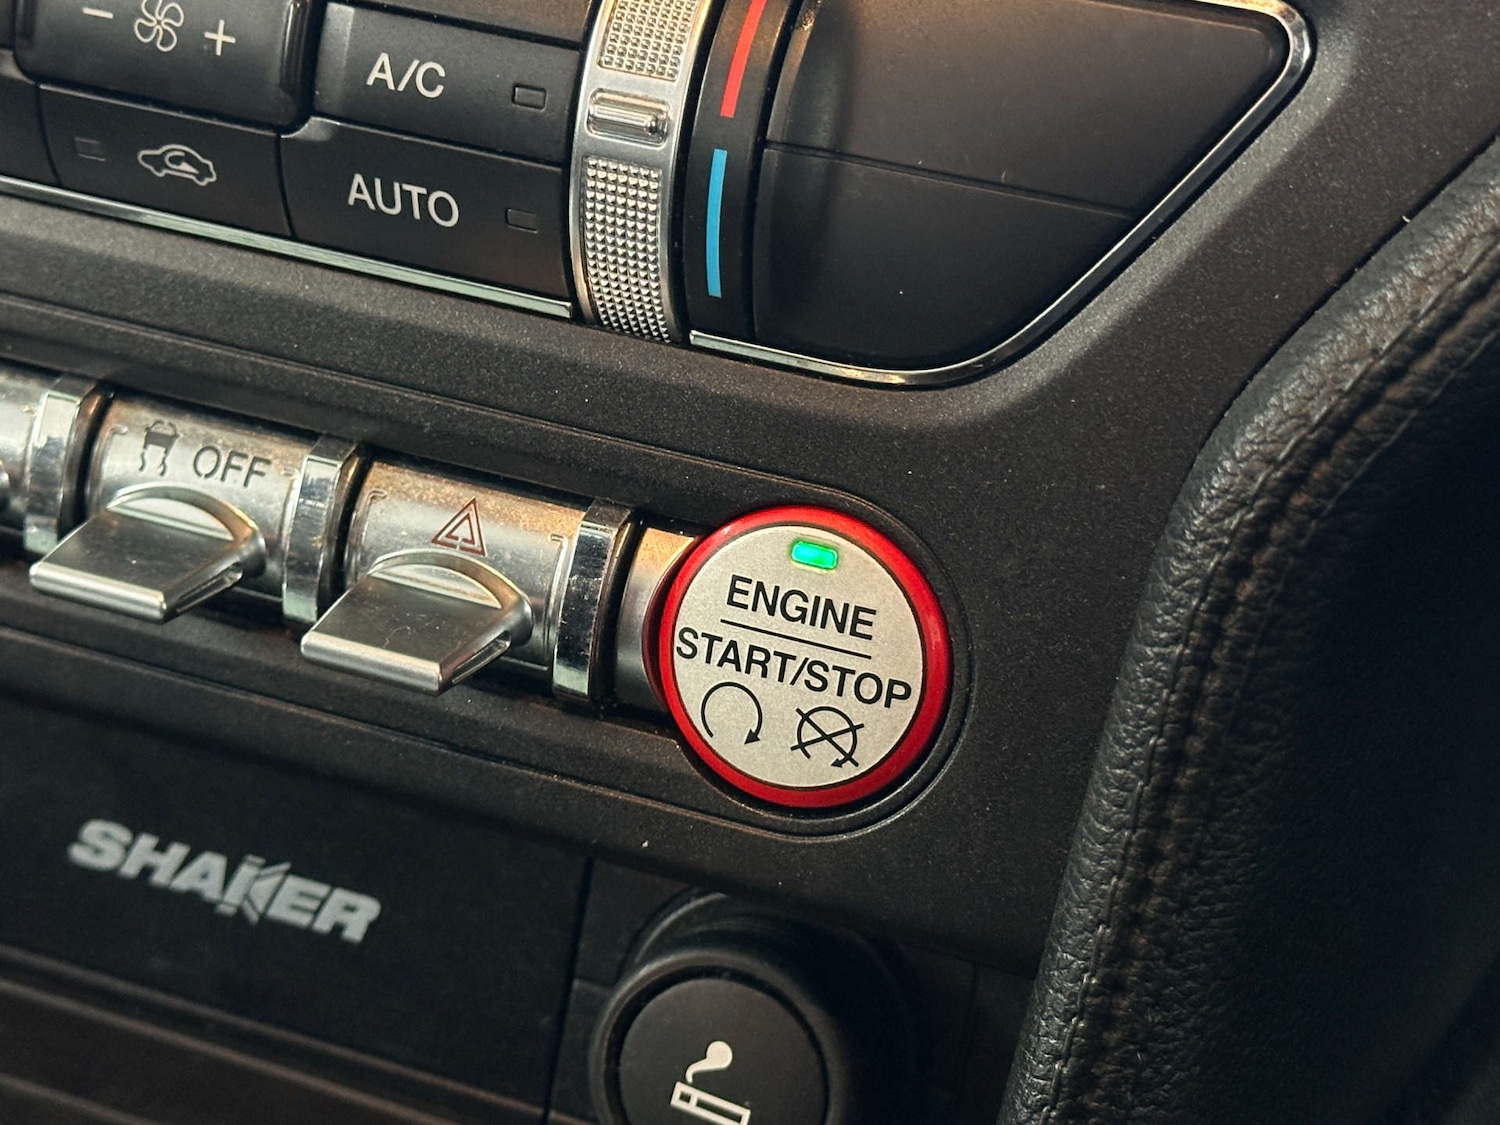 - +
A/C
AUTO
OFF
ENGINE
START/STOP
SHAKER